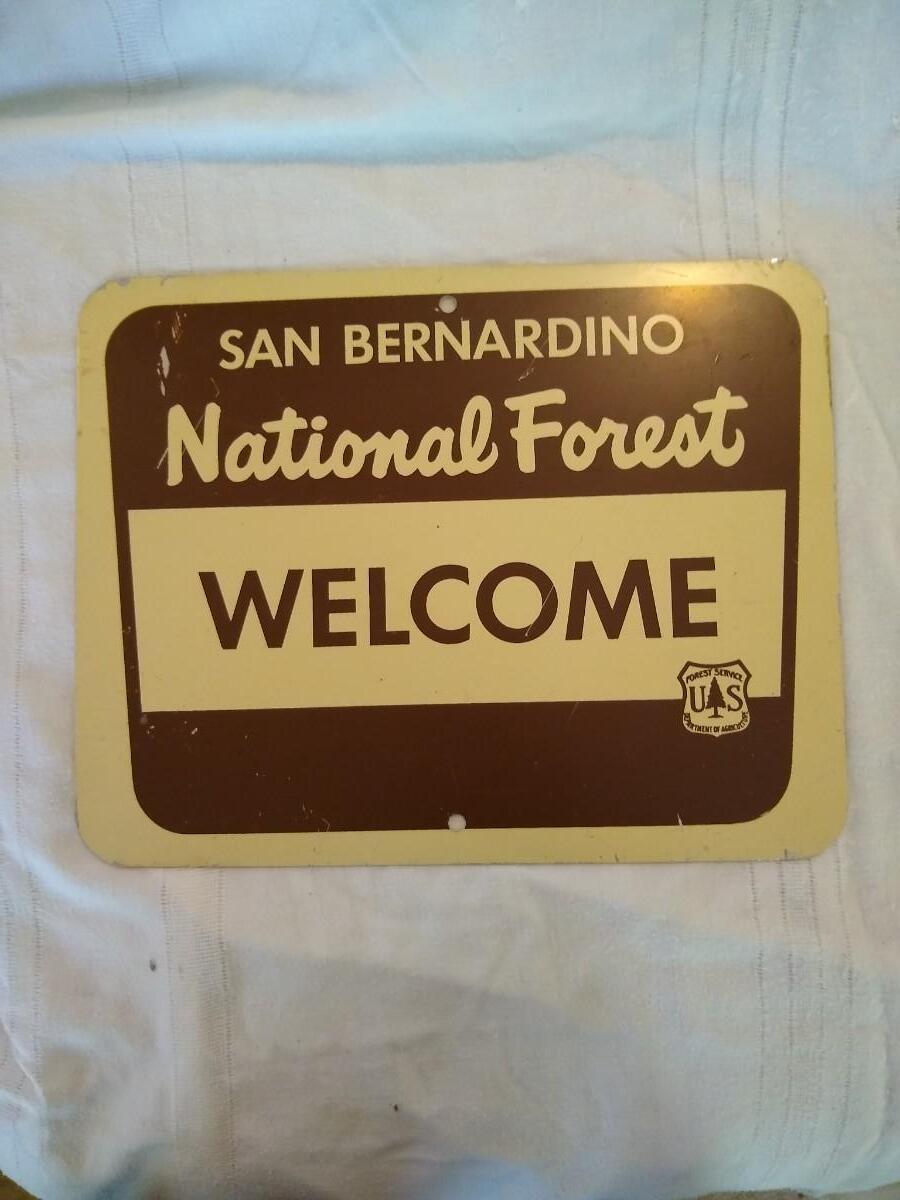 SAN BERNARDINO
National Forest
WELCOME
FOREST SERVICE
U S
DEPARTMENT OF AGRICULTURE